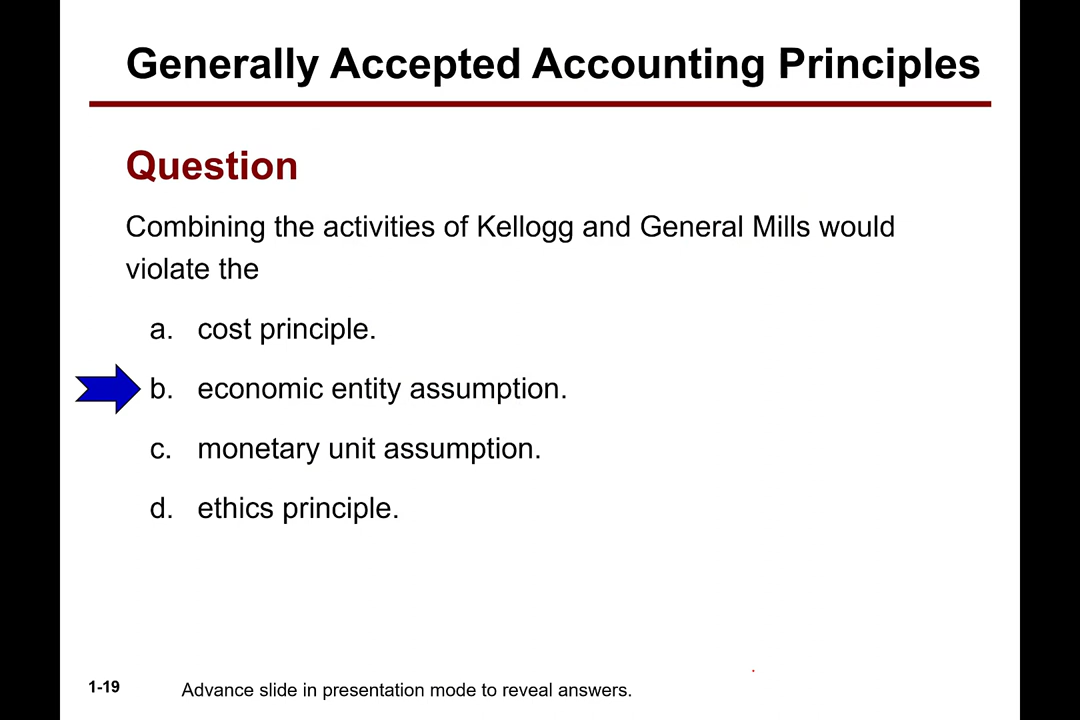 Generally Accepted Accounting Principles
Question
Combining the activities of Kellogg and General Mills would
violate the
a. cost principle.
b. economic entity assumption.
c. monetary unit assumption.
d. ethics principle.
1-19 Advance slide in presentation mode to reveal answers.